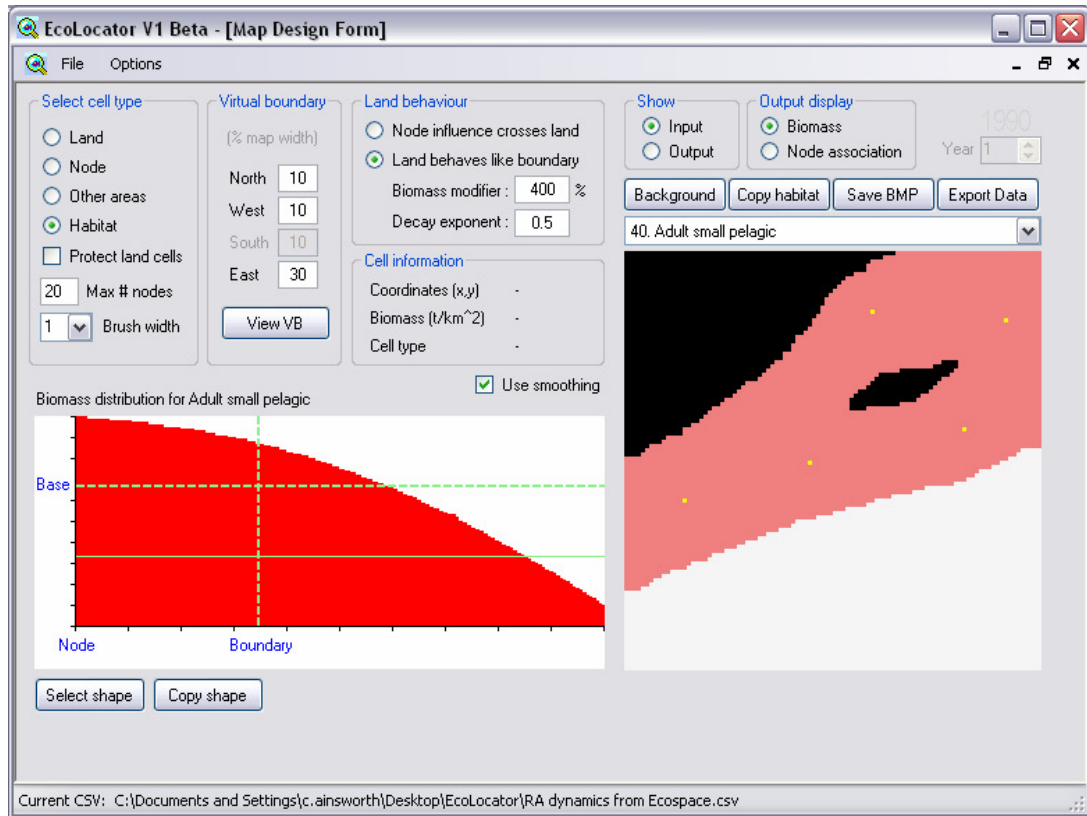 EcoLocator V1 Beta - [Map Design Form]
File Options
Select cell type
Land
Node
Other areas
Habitat
Protect land cells
20 Max # nodes
1 Brush width
Virtual boundary
(% map width)
North 10
West 10
South 10
East 30
View VB
Land behaviour
Node influence crosses land
Land behaves like boundary
Biomass modifier : 400 %
Decay exponent : 0.5
Cell information
Coordinates (x,y) -
Biomass (t/km^2) -
Cell type -
Use smoothing
Show
Input
Output
Output display
Biomass
Node association
1990
Year 1
Background Copy habitat Save BMP Export Data
40. Adult small pelagic
Biomass distribution for Adult small pelagic
Base
Node Boundary
Select shape Copy shape
Current CSV: C:\Documents and Settings\c.ainsworth\Desktop\EcoLocator\RA dynamics from Ecospace.csv